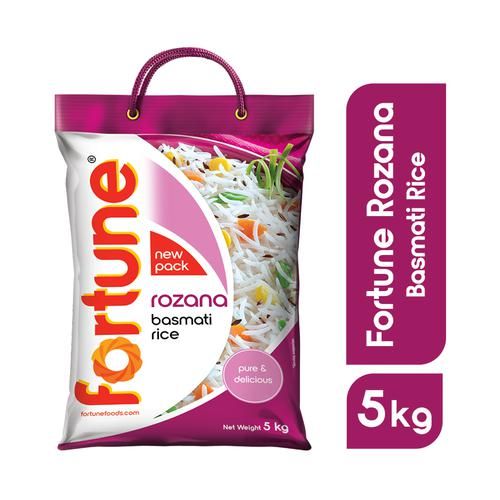 fortune®
new
pack
rozana
basmati
rice
pure &
delicious
fortunefoods.com
Net Weight 5 kg
Fortune Rozana
Basmati Rice
5kg